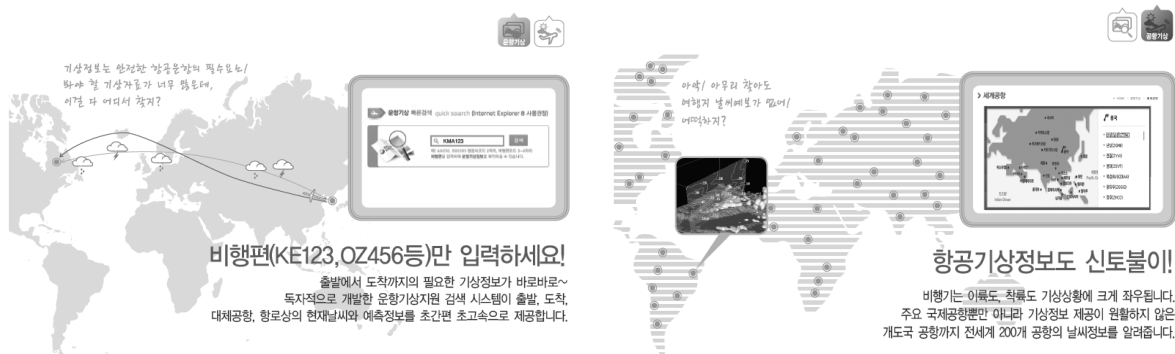 운항기상
기상정보는 안전한 항공운항의 필수요소!
봐야 할 기상자료가 너무 많은데,
이걸 다 어디서 찾지?
운항기상 빠른검색 quick search (Internet Explorer 8 사용권장)
KMA123
검색
비행편(KE123,OZ456등)만 입력하세요!
출발에서 도착까지의 필요한 기상정보가 바로바로~
독자적으로 개발한 운항기상지원 검색 시스템이 출발, 도착,
대체공항, 항로상의 현재날씨와 예측정보를 초간편 초고속으로 제공합니다.
공항기상
아악! 아무리 찾아도
여행지 날씨예보가 없네!
어떡하지?
세계공항
중국
항공기상정보도 신토불이!
비행기는 이륙도, 착륙도 기상상황에 크게 좌우됩니다.
주요 국제공항뿐만 아니라 기상정보 제공이 원활하지 않은
개도국 공항까지 전세계 200개 공항의 날씨정보를 알려줍니다.